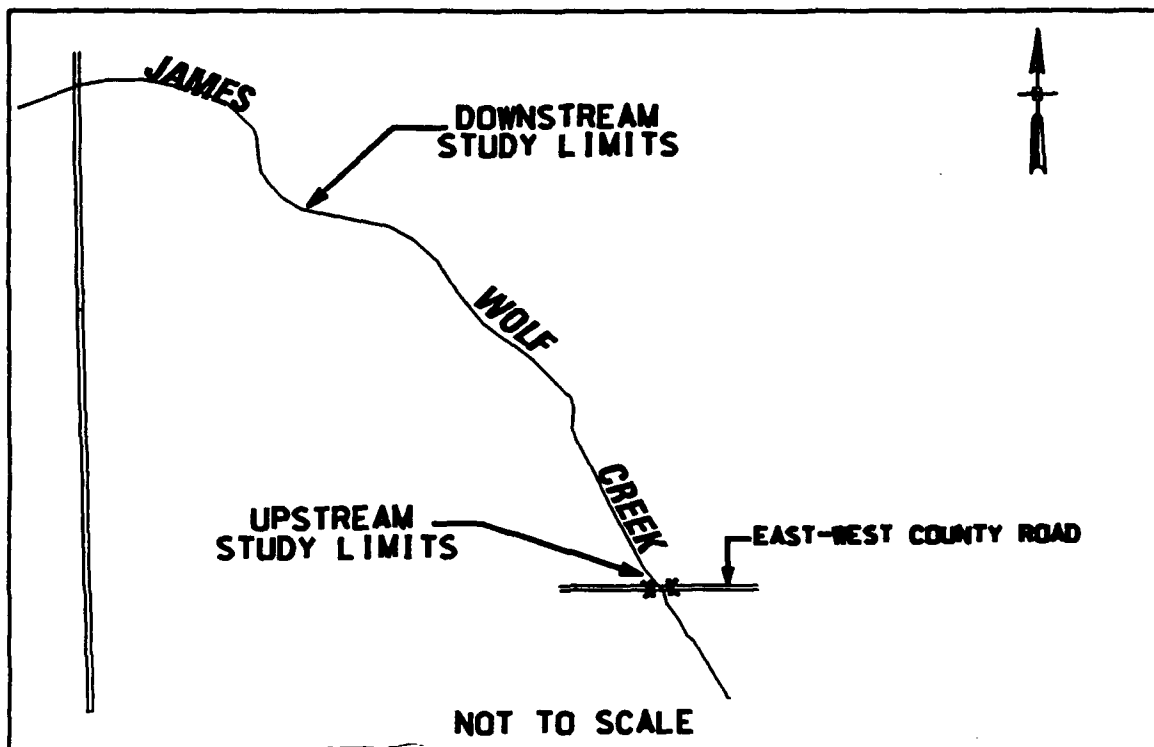 JAMES
DOWNSTREAM
STUDY LIMITS
WOLF
CREEK
UPSTREAM
STUDY LIMITS
EAST-WEST COUNTY ROAD
NOT TO SCALE